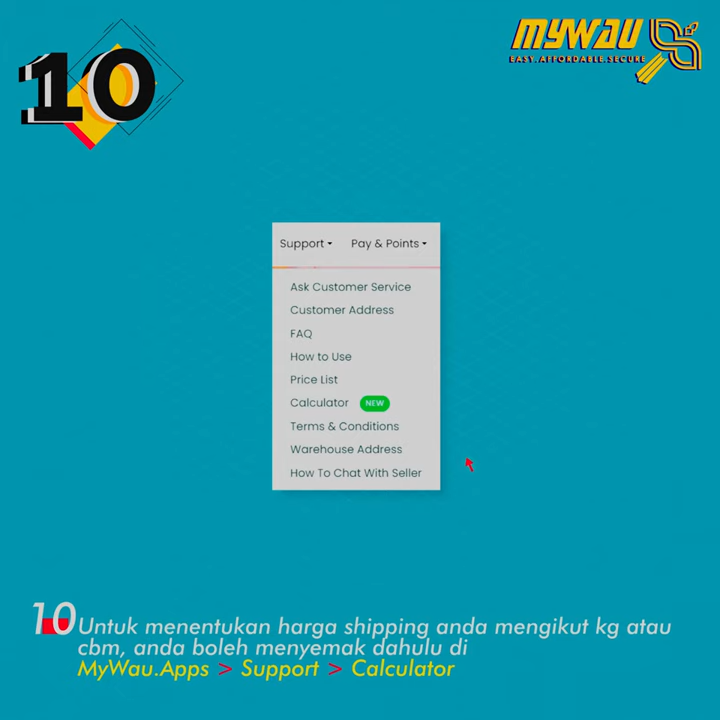 10
MYWAU
EASY.AFFORDABLE.SECURE
Support Pay & Points
Ask Customer Service
Customer Address
FAQ
How to Use
Price List
Calculator NEW
Terms & Conditions
Warehouse Address
How To Chat With Seller
10 Untuk menentukan harga shipping anda mengikut kg atau
cbm, anda boleh menyemak dahulu di
MyWau.Apps > Support > Calculator